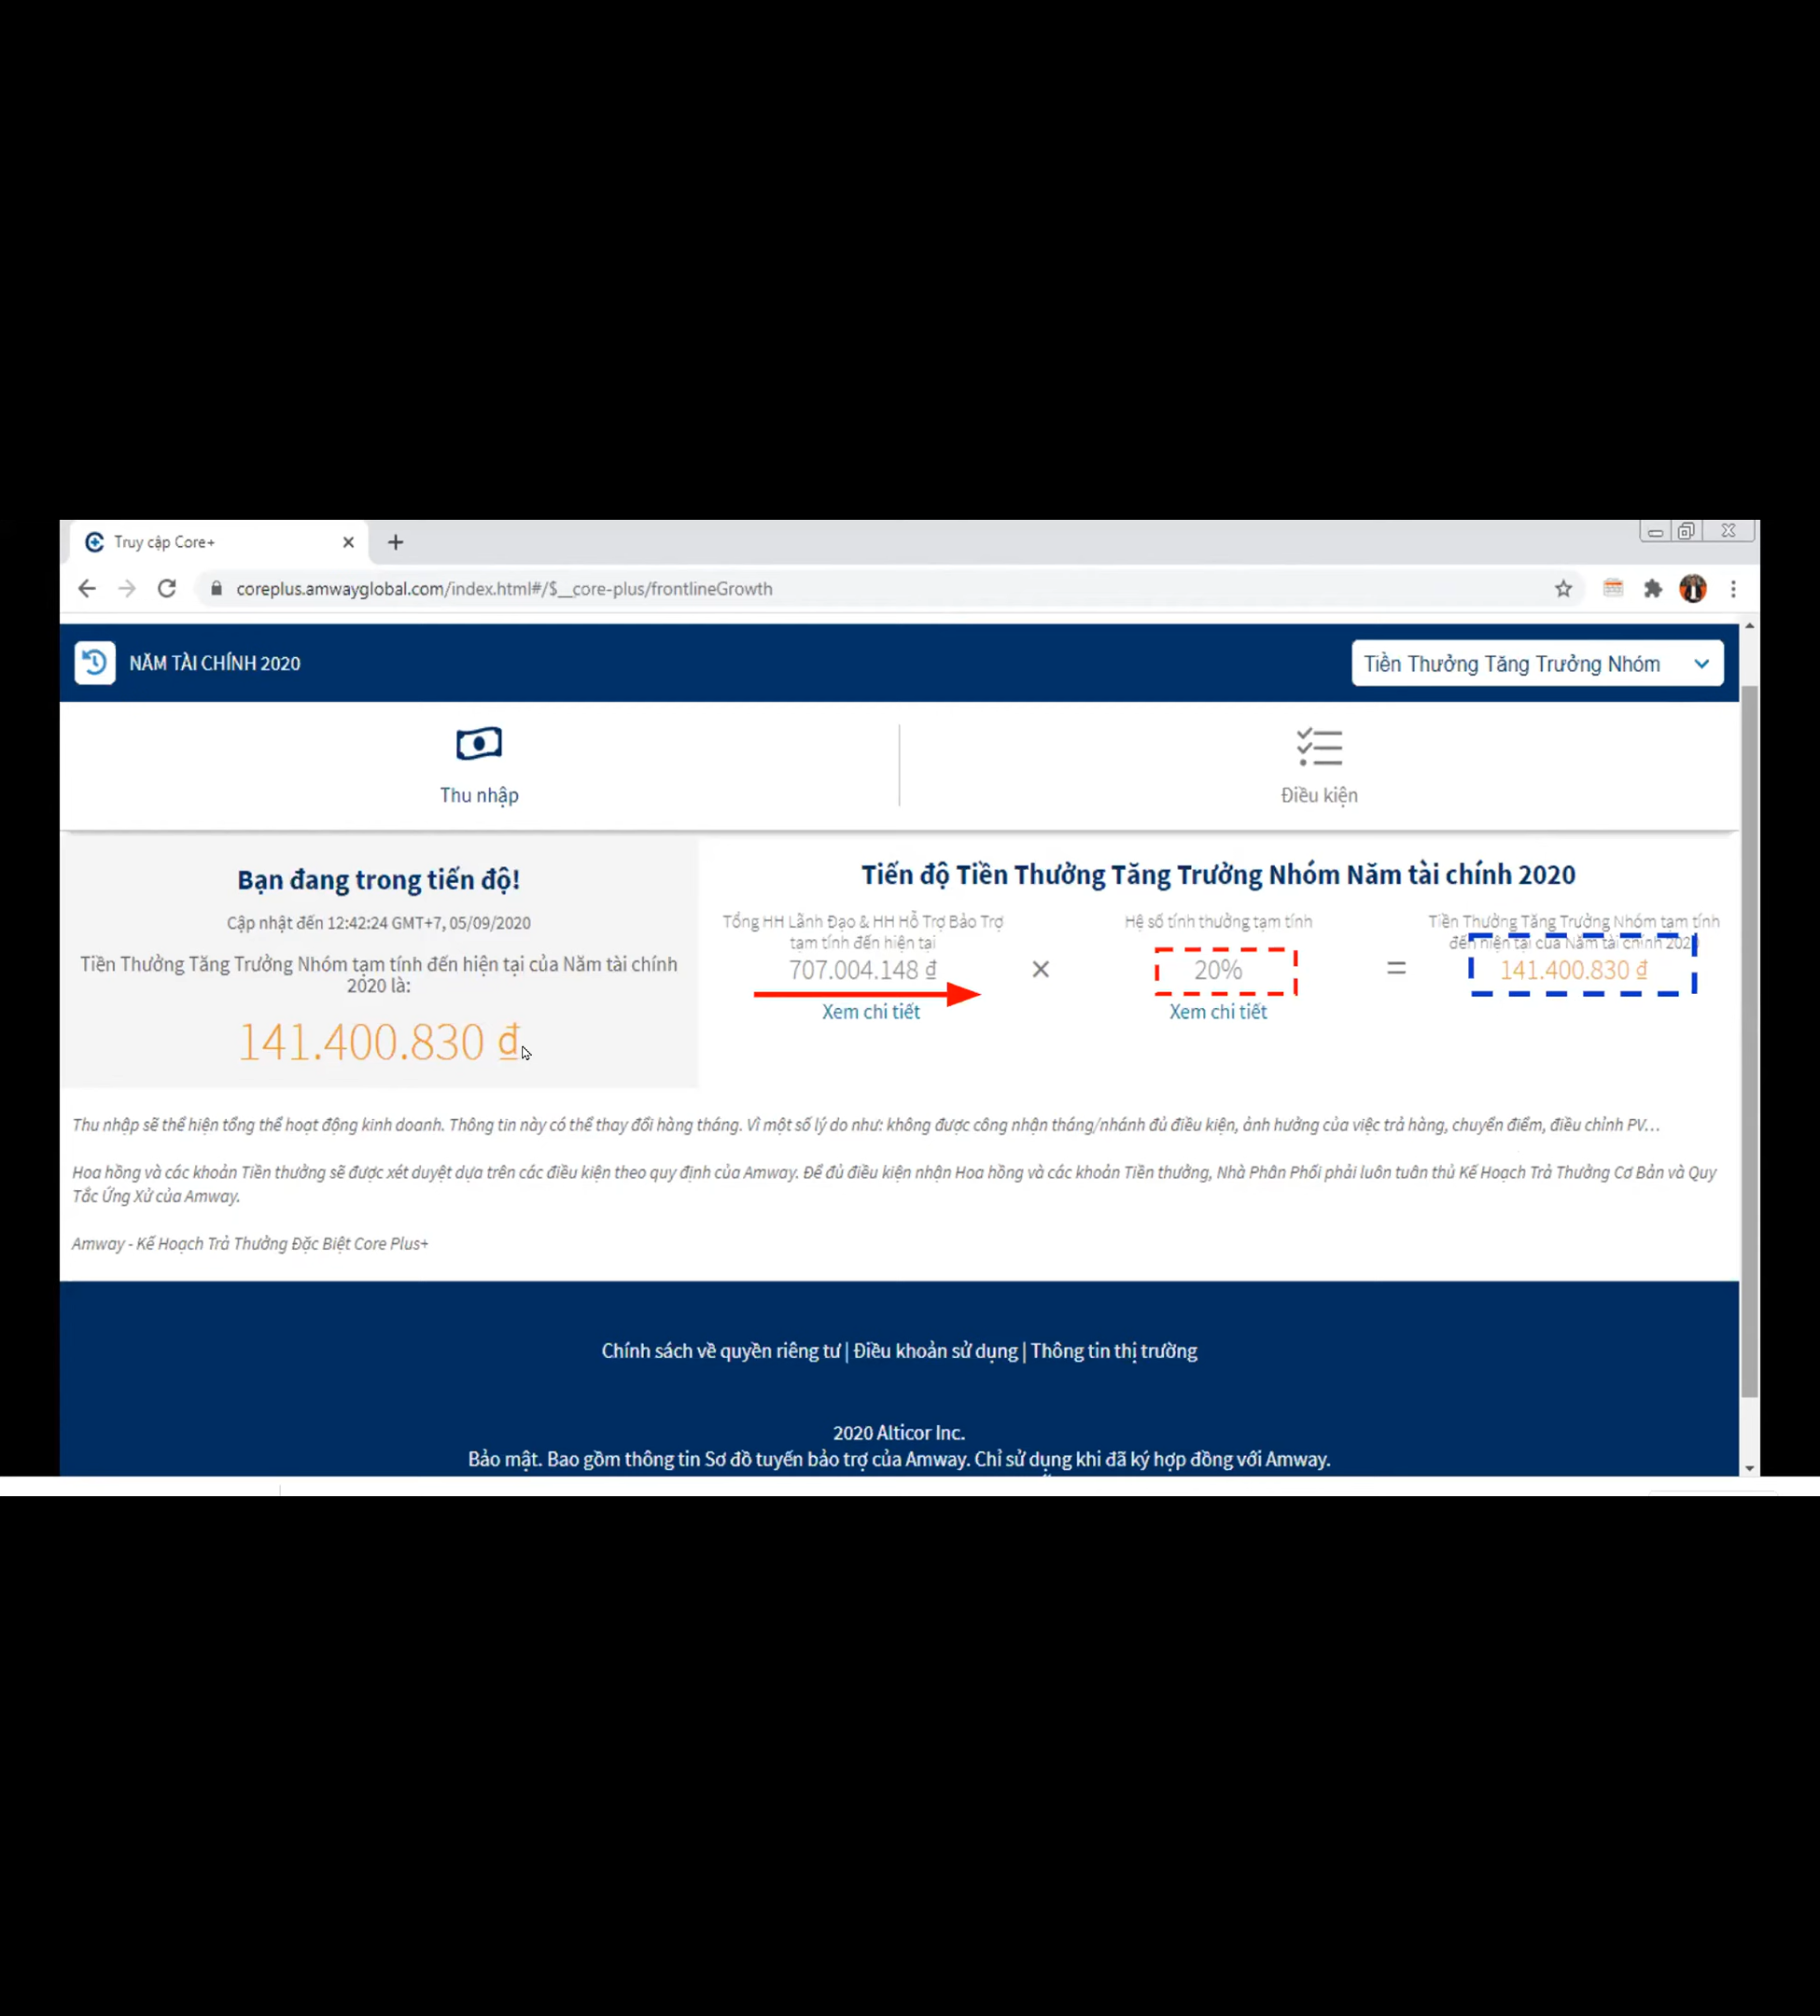 Truy cập Core+
coreplus.amwayglobal.com/index.html#/$__core-plus/frontlineGrowth
NĂM TÀI CHÍNH 2020
Tiền Thưởng Tăng Trưởng Nhóm
Thu nhập
Điều kiện
Bạn đang trong tiến độ!
Cập nhật đến 12:42:24 GMT+7, 05/09/2020
Tiền Thưởng Tăng Trưởng Nhóm tạm tính đến hiện tại của Năm tài chính
2020 là:
141.400.830 ₫
Tiến độ Tiền Thưởng Tăng Trưởng Nhóm Năm tài chính 2020
Tổng HH Lãnh Đạo & HH Hỗ Trợ Bảo Trợ
tạm tính đến hiện tại
707.004.148 ₫
Xem chi tiết
×
Hệ số tính thưởng tạm tính
20%
Xem chi tiết
=
Tiền Thưởng Tăng Trưởng Nhóm tạm tính
đến hiện tại của Năm tài chính 2020
141.400.830 ₫
Thu nhập sẽ thể hiện tổng thể hoạt động kinh doanh. Thông tin này có thể thay đổi hàng tháng. Vì một số lý do như: không được công nhận tháng/nhánh đủ điều kiện, ảnh hưởng của việc trả hàng, chuyển điểm, điều chỉnh PV...
Hoa hồng và các khoản Tiền thưởng sẽ được xét duyệt dựa trên các điều kiện theo quy định của Amway. Để đủ điều kiện nhận Hoa hồng và các khoản Tiền thưởng, Nhà Phân Phối phải luôn tuân thủ Kế Hoạch Trả Thưởng Cơ Bản và Quy
Tắc Ứng Xử của Amway.
Amway - Kế Hoạch Trả Thưởng Đặc Biệt Core Plus+
Chính sách về quyền riêng tư | Điều khoản sử dụng | Thông tin thị trường
2020 Alticor Inc.
Bảo mật. Bao gồm thông tin Sơ đồ tuyến bảo trợ của Amway. Chỉ sử dụng khi đã ký hợp đồng với Amway.